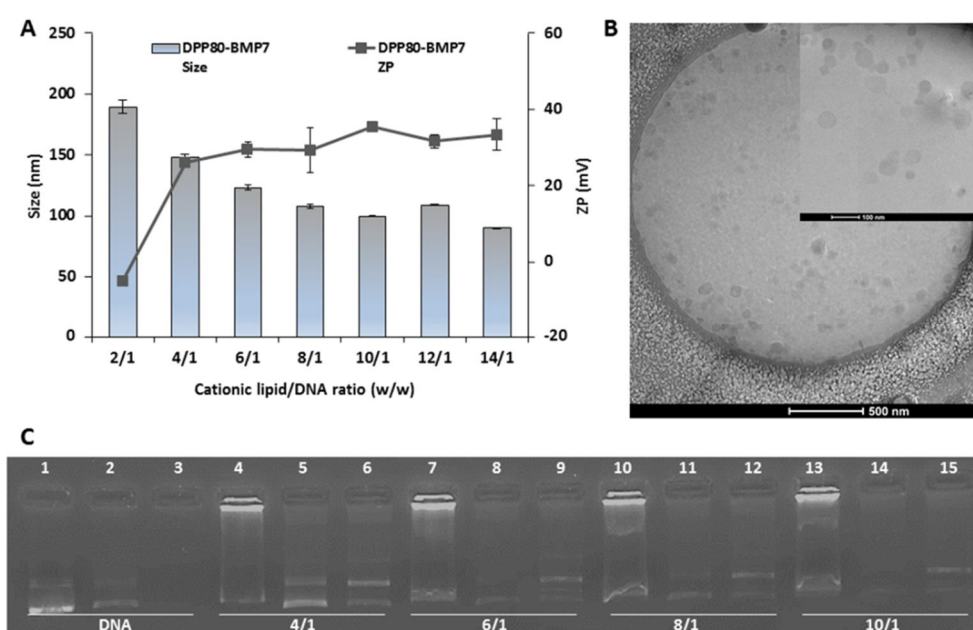 A
250
200
150
100
50
0
Size (nm)
DPP80-BMP7
Size
DPP80-BMP7
ZP
60
40
20
0
-20
ZP (mV)
2/1 4/1 6/1 8/1 10/1 12/1 14/1
Cationic lipid/DNA ratio (w/w)
B
100 nm
500 nm
C
1 2 3 4 5 6 7 8 9 10 11 12 13 14 15
DNA 4/1 6/1 8/1 10/1